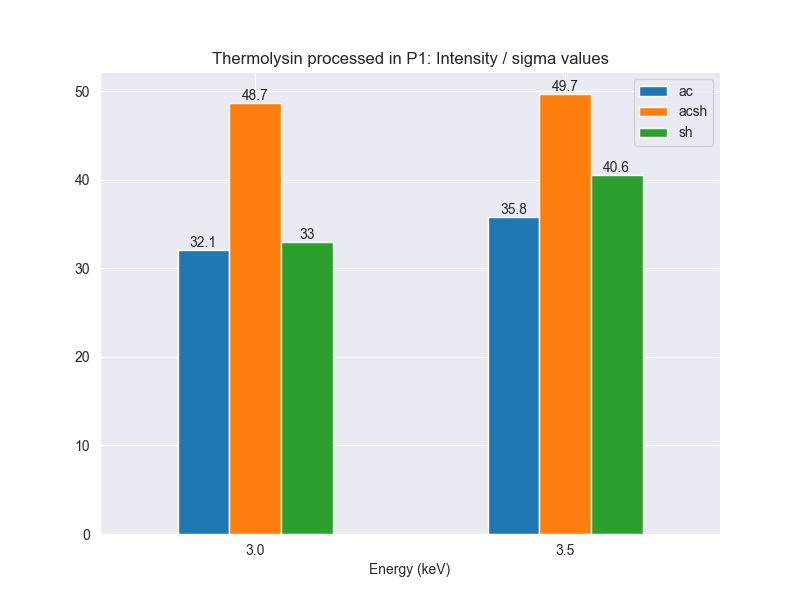 Thermolysin processed in P1: Intensity / sigma values
50
40
30
20
10
0
32.1
48.7
33
35.8
49.7
40.6
ac
acsh
sh
3.0
3.5
Energy (keV)